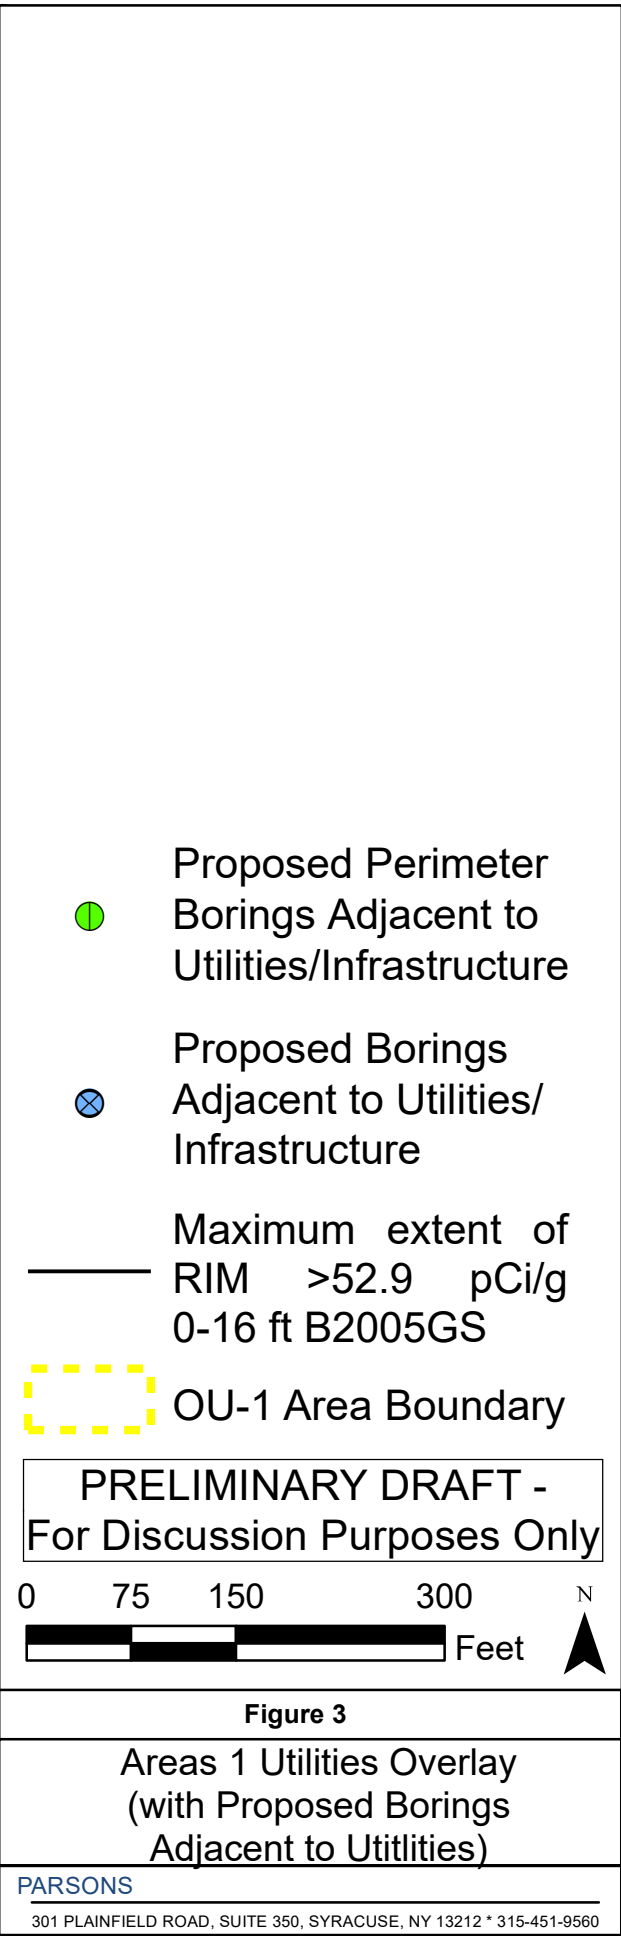 Proposed Perimeter
Borings Adjacent to
Utilities/Infrastructure
Proposed Borings
Adjacent to Utilities/
Infrastructure
Maximum extent of
RIM >52.9 pCi/g
0-16 ft B2005GS
OU-1 Area Boundary
PRELIMINARY DRAFT -
For Discussion Purposes Only
0 75 150 300
Feet
N
Figure 3
Areas 1 Utilities Overlay
(with Proposed Borings
Adjacent to Utitlities)
PARSONS
301 PLAINFIELD ROAD, SUITE 350, SYRACUSE, NY 13212 * 315-451-9560